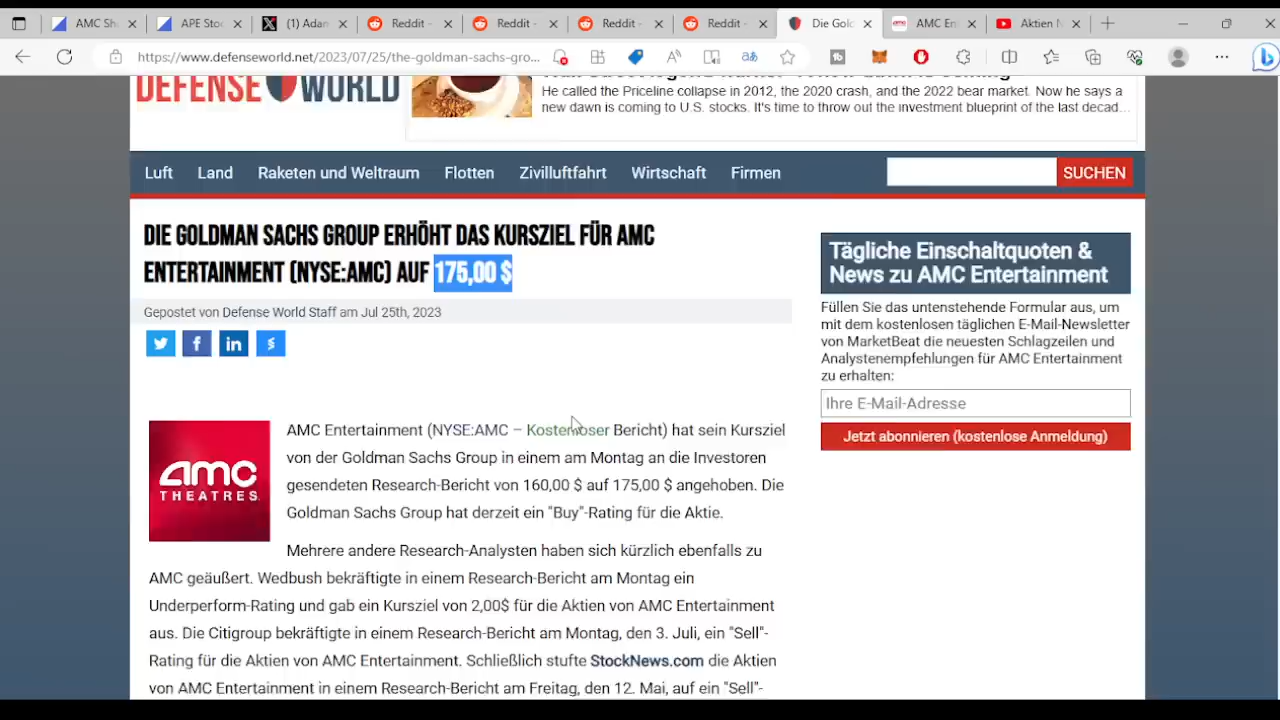 AMC Sh
APE Stoc
(1) Adam
Reddit -
Reddit -
Reddit -
Reddit -
Die Gol
AMC En
Aktien N
https://www.defenseworld.net/2023/07/25/the-goldman-sachs-gro...
DEFENSE WORLD
He called the Priceline collapse in 2012, the 2020 crash, and the 2022 bear market. Now he says a
new dawn is coming to U.S. stocks. It's time to throw out the investment blueprint of the last decad...
Luft Land Raketen und Weltraum Flotten Zivilluftfahrt Wirtschaft Firmen SUCHEN
DIE GOLDMAN SACHS GROUP ERHÖHT DAS KURSZIEL FÜR AMC
ENTERTAINMENT (NYSE:AMC) AUF 175,00 $
Gepostet von Defense World Staff am Jul 25th, 2023
amc
THEATRES
AMC Entertainment (NYSE:AMC – Kostenloser Bericht) hat sein Kursziel
von der Goldman Sachs Group in einem am Montag an die Investoren
gesendeten Research-Bericht von 160,00 $ auf 175,00 $ angehoben. Die
Goldman Sachs Group hat derzeit ein "Buy"-Rating für die Aktie.
Mehrere andere Research-Analysten haben sich kürzlich ebenfalls zu
AMC geäußert. Wedbush bekräftigte in einem Research-Bericht am Montag ein
Underperform-Rating und gab ein Kursziel von 2,00$ für die Aktien von AMC Entertainment
aus. Die Citigroup bekräftigte in einem Research-Bericht am Montag, den 3. Juli, ein "Sell"-
Rating für die Aktien von AMC Entertainment. Schließlich stufte StockNews.com die Aktien
von AMC Entertainment in einem Research-Bericht am Freitag, den 12. Mai, auf ein "Sell"-
Tägliche Einschaltquoten &
News zu AMC Entertainment
Füllen Sie das untenstehende Formular aus, um
mit dem kostenlosen täglichen E-Mail-Newsletter
von MarketBeat die neuesten Schlagzeilen und
Analystenempfehlungen für AMC Entertainment
zu erhalten:
Ihre E-Mail-Adresse
Jetzt abonnieren (kostenlose Anmeldung)